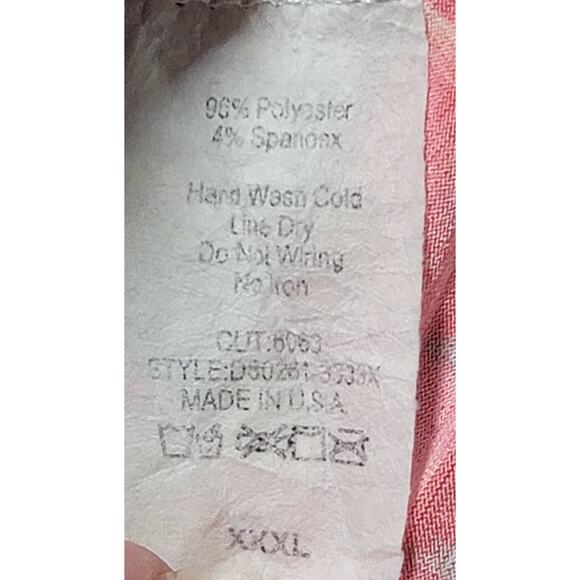 96% Polyester
4% Spandex
Hand Wash Cold
Line Dry
Do Not Wring
No Iron
CUT:6063
MADE IN U.S.A
XXXL